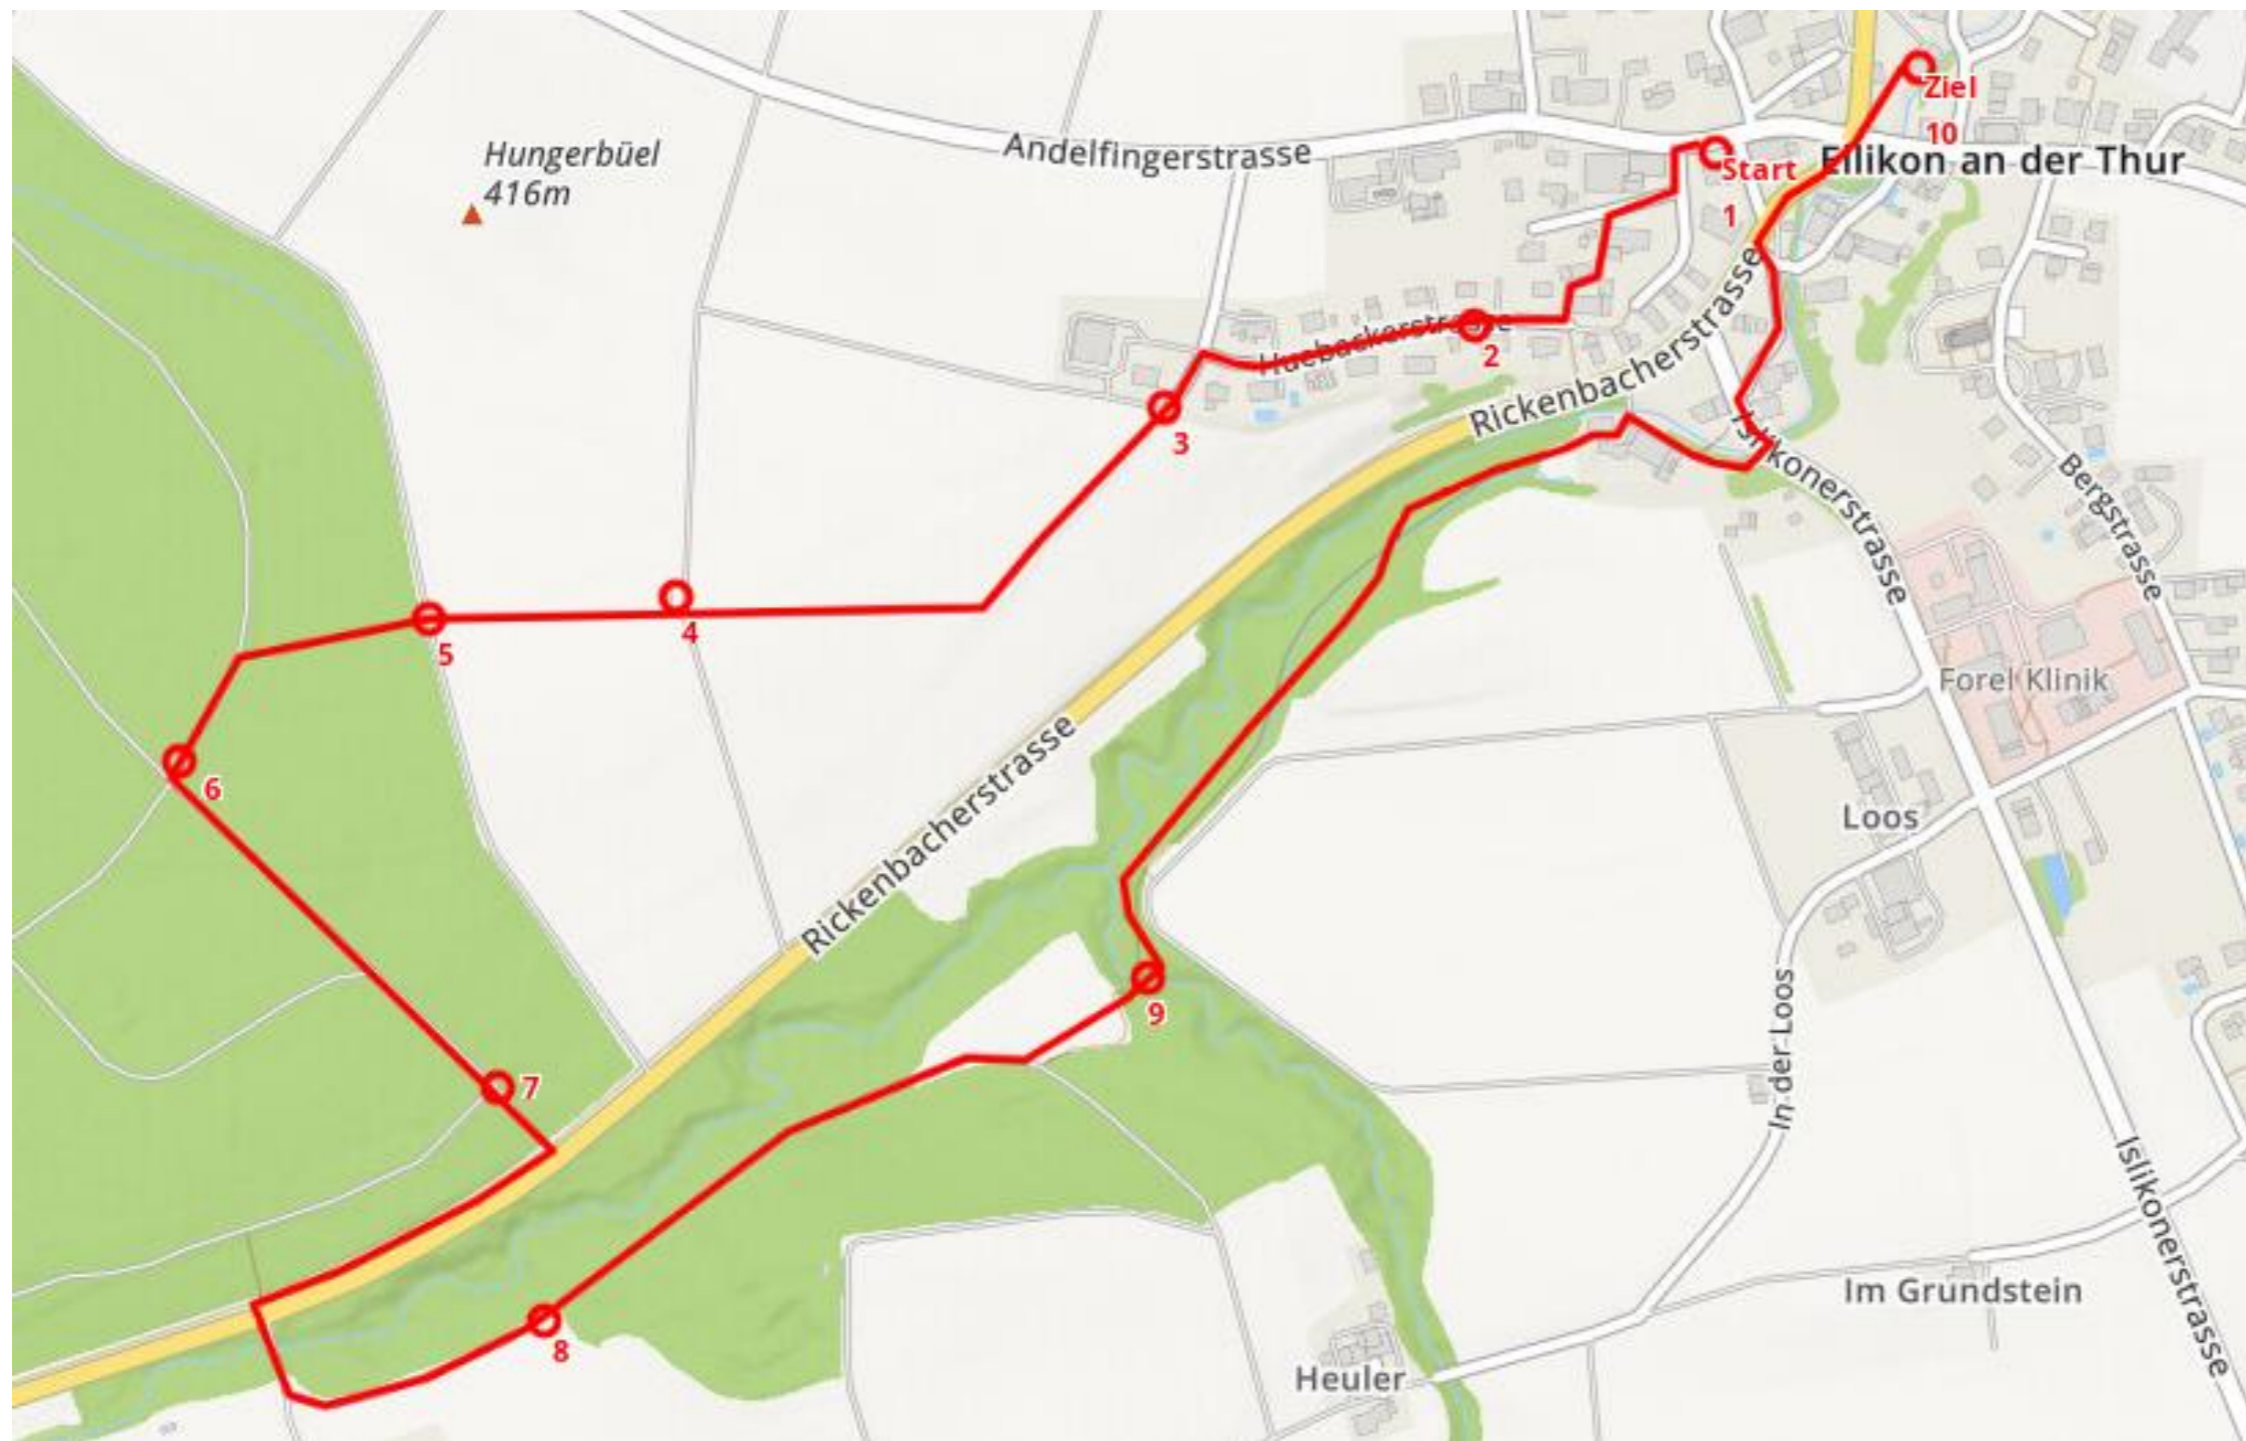 Ziel
10
Hungerbüel
416m
Andelfingerstrasse
Start
1
Ellikon an der Thur
Huebackerstrasse
2
Rickenbacherstrasse
3
Islikonerstrasse
Bergstrasse
4
5
Forel Klinik
6
Rickenbacherstrasse
Loos
9
7
In der Loos
Islikonerstrasse
Im Grundstein
8
Heuler